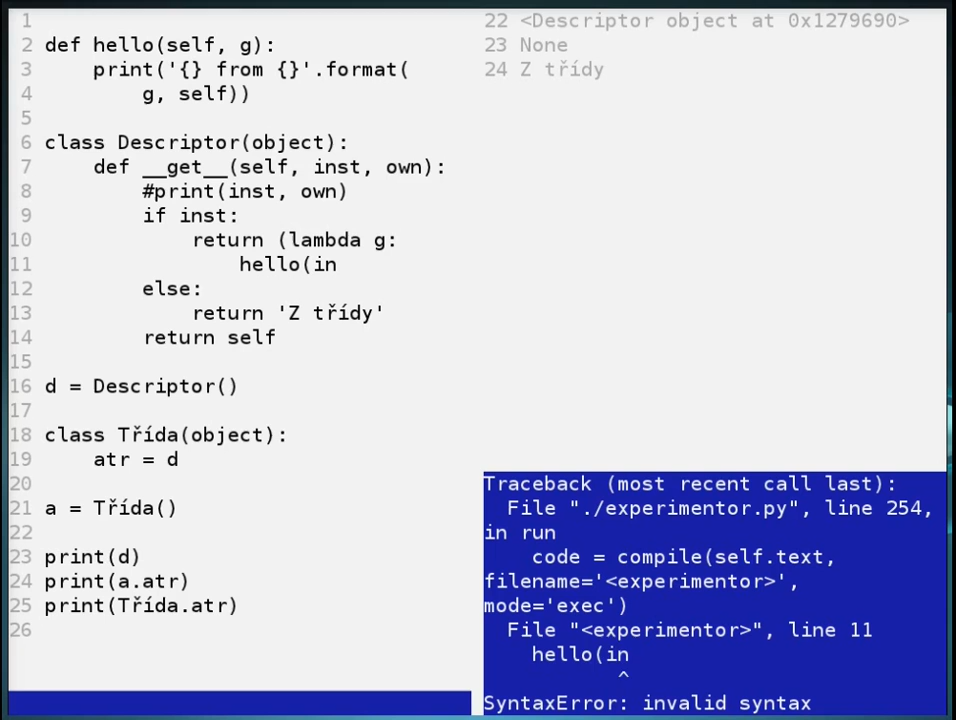 1
2 def hello(self, g):
3     print('{} from {}'.format(
4         g, self))
5
6 class Descriptor(object):
7     def __get__(self, inst, own):
8         #print(inst, own)
9         if inst:
10             return (lambda g:
11                 hello(in
12         else:
13             return 'Z třídy'
14         return self
15
16 d = Descriptor()
17
18 class Třída(object):
19     atr = d
20
21 a = Třída()
22
23 print(d)
24 print(a.atr)
25 print(Třída.atr)
26
22 <Descriptor object at 0x1279690>
23 None
24 Z třídy
Traceback (most recent call last):
  File "./experimentor.py", line 254,
in run
    code = compile(self.text,
filename='<experimentor>',
mode='exec')
  File "<experimentor>", line 11
    hello(in
           ^
SyntaxError: invalid syntax